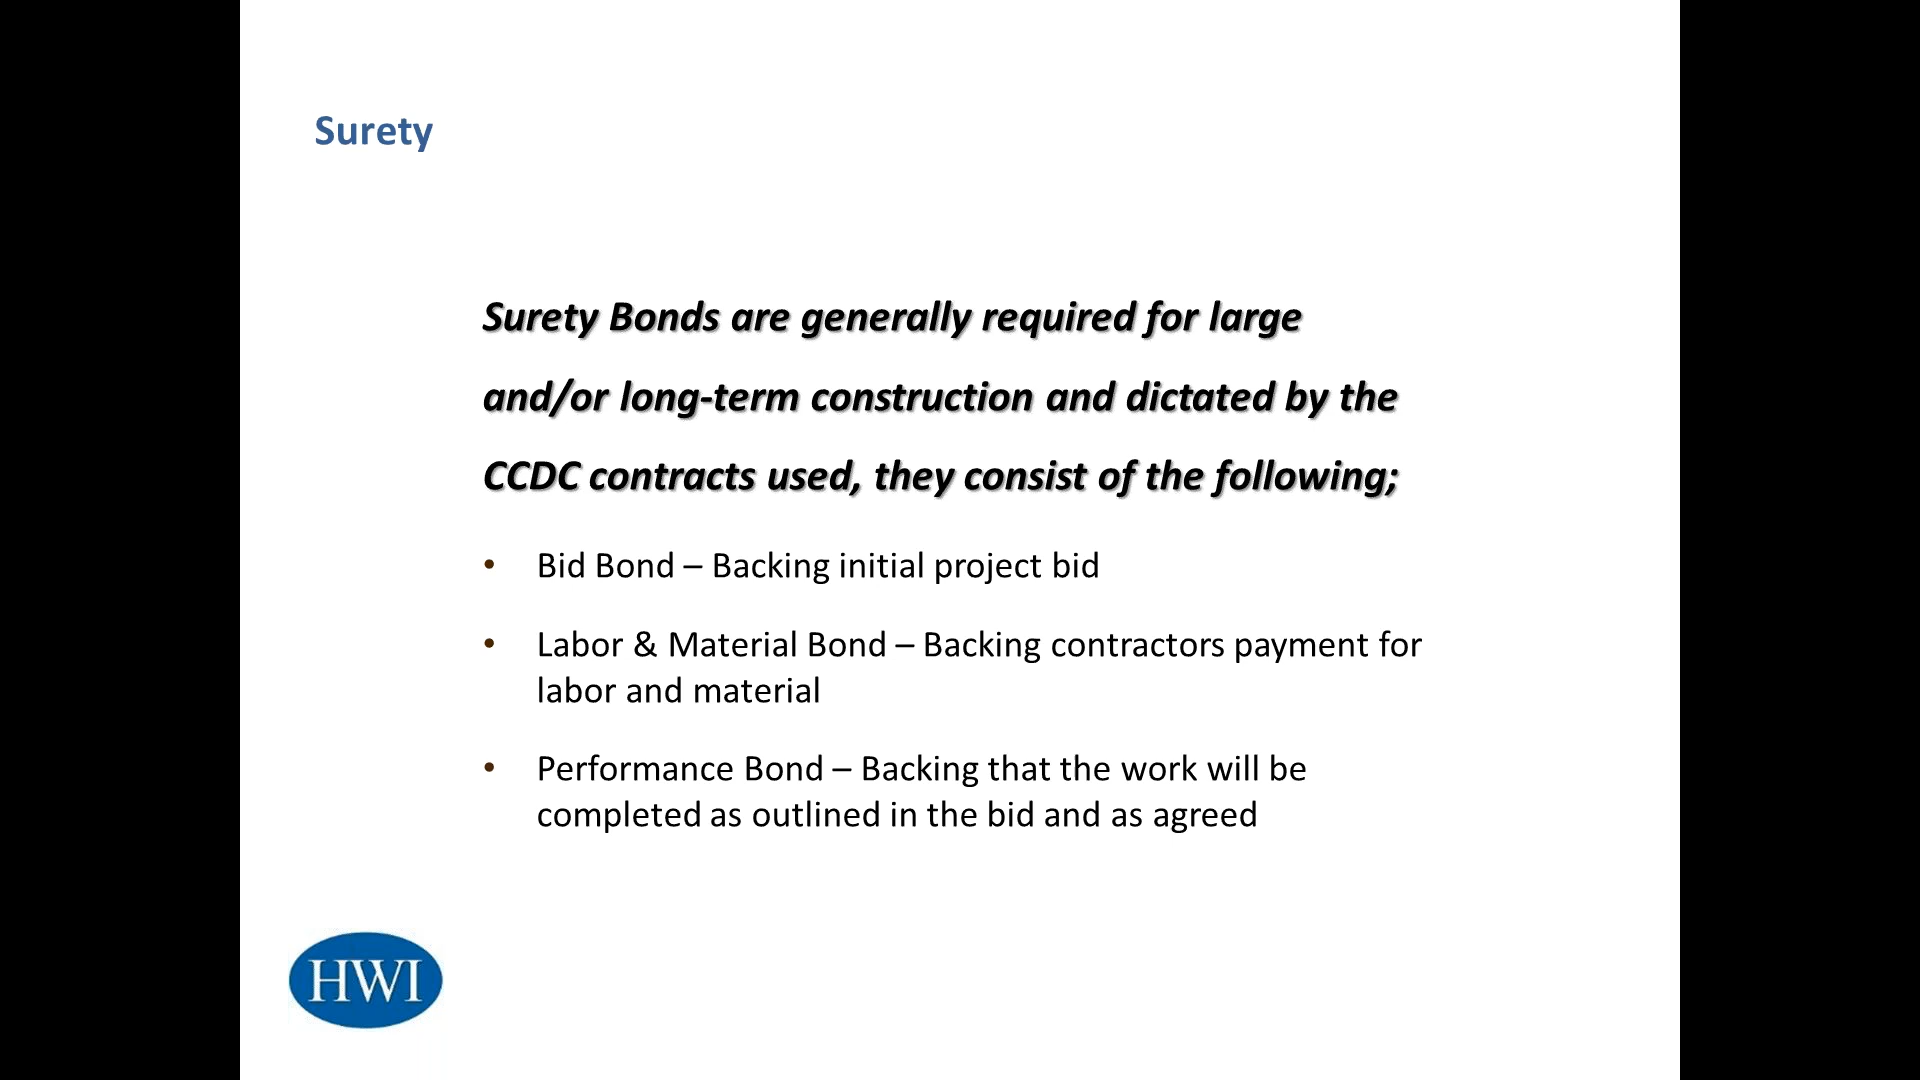 Surety
Surety Bonds are generally required for large
and/or long-term construction and dictated by the
CCDC contracts used, they consist of the following;
• Bid Bond – Backing initial project bid
• Labor & Material Bond – Backing contractors payment for
labor and material
• Performance Bond – Backing that the work will be
completed as outlined in the bid and as agreed
HWI